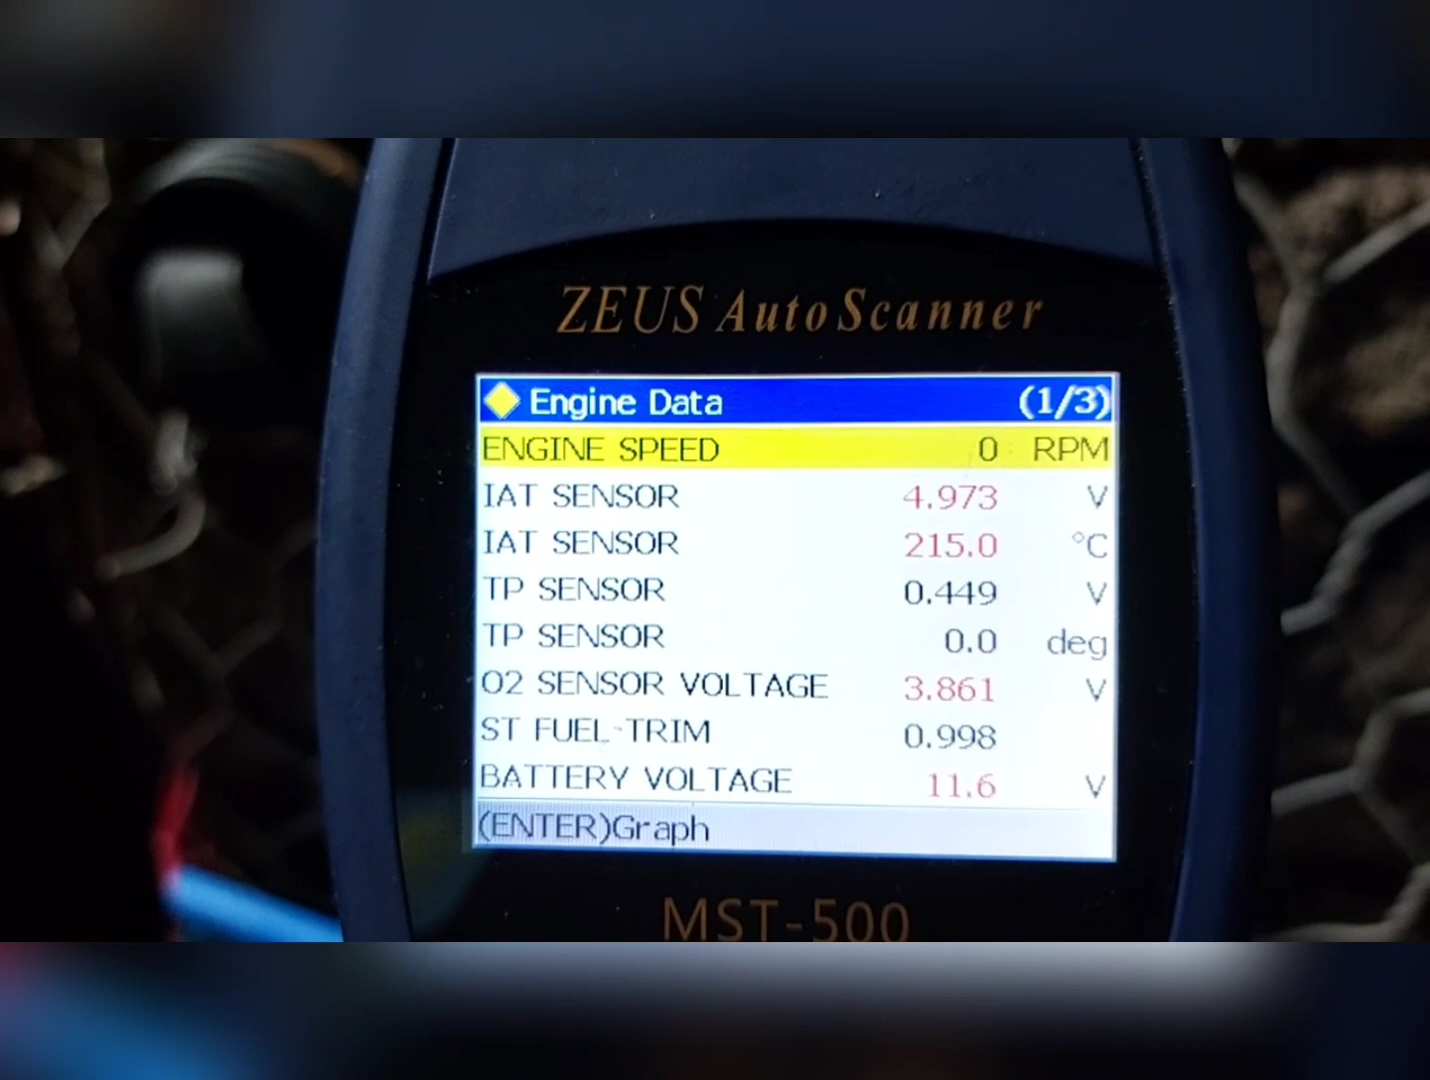 ZEUS AutoScanner
Engine Data (1/3)
ENGINE SPEED 0 RPM
IAT SENSOR 4.973 V
IAT SENSOR 215.0 °C
TP SENSOR 0.449 V
TP SENSOR 0.0 deg
O2 SENSOR VOLTAGE 3.861 V
ST FUEL-TRIM 0.998
BATTERY VOLTAGE 11.6 V
(ENTER)Graph
MST-500